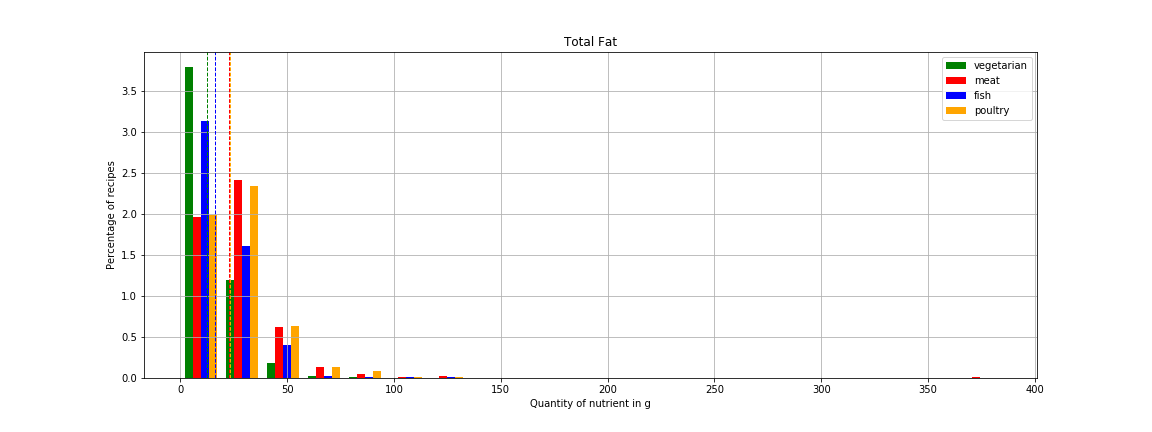 Total Fat
vegetarian
meat
fish
poultry
Percentage of recipes
3.5
3.0
2.5
2.0
1.5
1.0
0.5
0.0
0 50 100 150 200 250 300 350 400
Quantity of nutrient in g